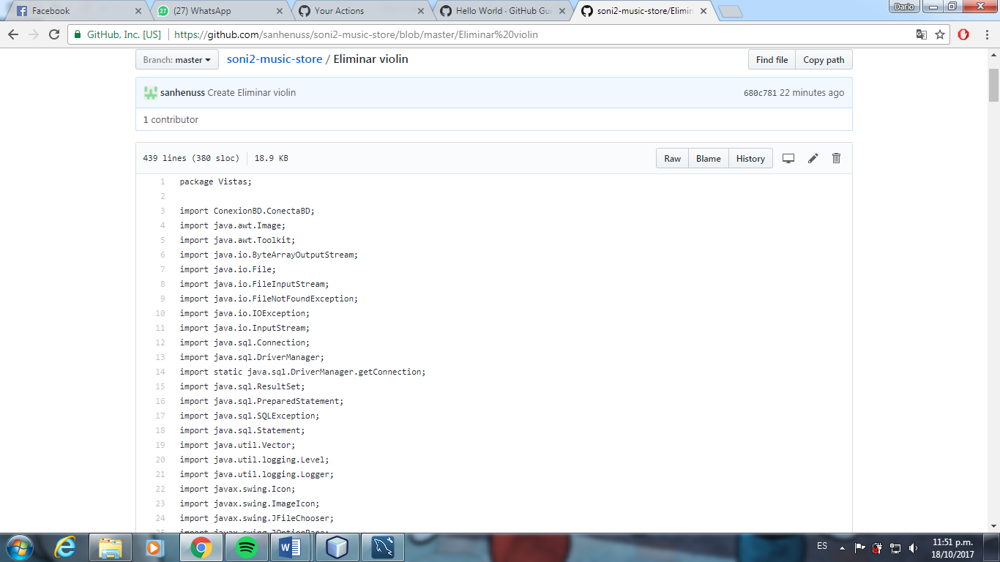 Facebook
(27) WhatsApp
Your Actions
Hello World · GitHub Gui
soni2-music-store/Elimin
Dario
GitHub, Inc. [US]
https://github.com/sanhenuss/soni2-music-store/blob/master/Eliminar%20violin
Branch: master
soni2-music-store / Eliminar violin
Find file
Copy path
sanhenuss Create Eliminar violin
680c781 22 minutes ago
1 contributor
439 lines (380 sloc)
18.9 KB
Raw
Blame
History
1 package Vistas;
2
3 import ConexionBD.ConectaBD;
4 import java.awt.Image;
5 import java.awt.Toolkit;
6 import java.io.ByteArrayOutputStream;
7 import java.io.File;
8 import java.io.FileInputStream;
9 import java.io.FileNotFoundException;
10 import java.io.IOException;
11 import java.io.InputStream;
12 import java.sql.Connection;
13 import java.sql.DriverManager;
14 import static java.sql.DriverManager.getConnection;
15 import java.sql.ResultSet;
16 import java.sql.PreparedStatement;
17 import java.sql.SQLException;
18 import java.sql.Statement;
19 import java.util.Vector;
20 import java.util.logging.Level;
21 import java.util.logging.Logger;
22 import javax.swing.Icon;
23 import javax.swing.ImageIcon;
24 import javax.swing.JFileChooser;
25 import javax.swing.JOptionPane;
ES
11:51 p.m.
18/10/2017